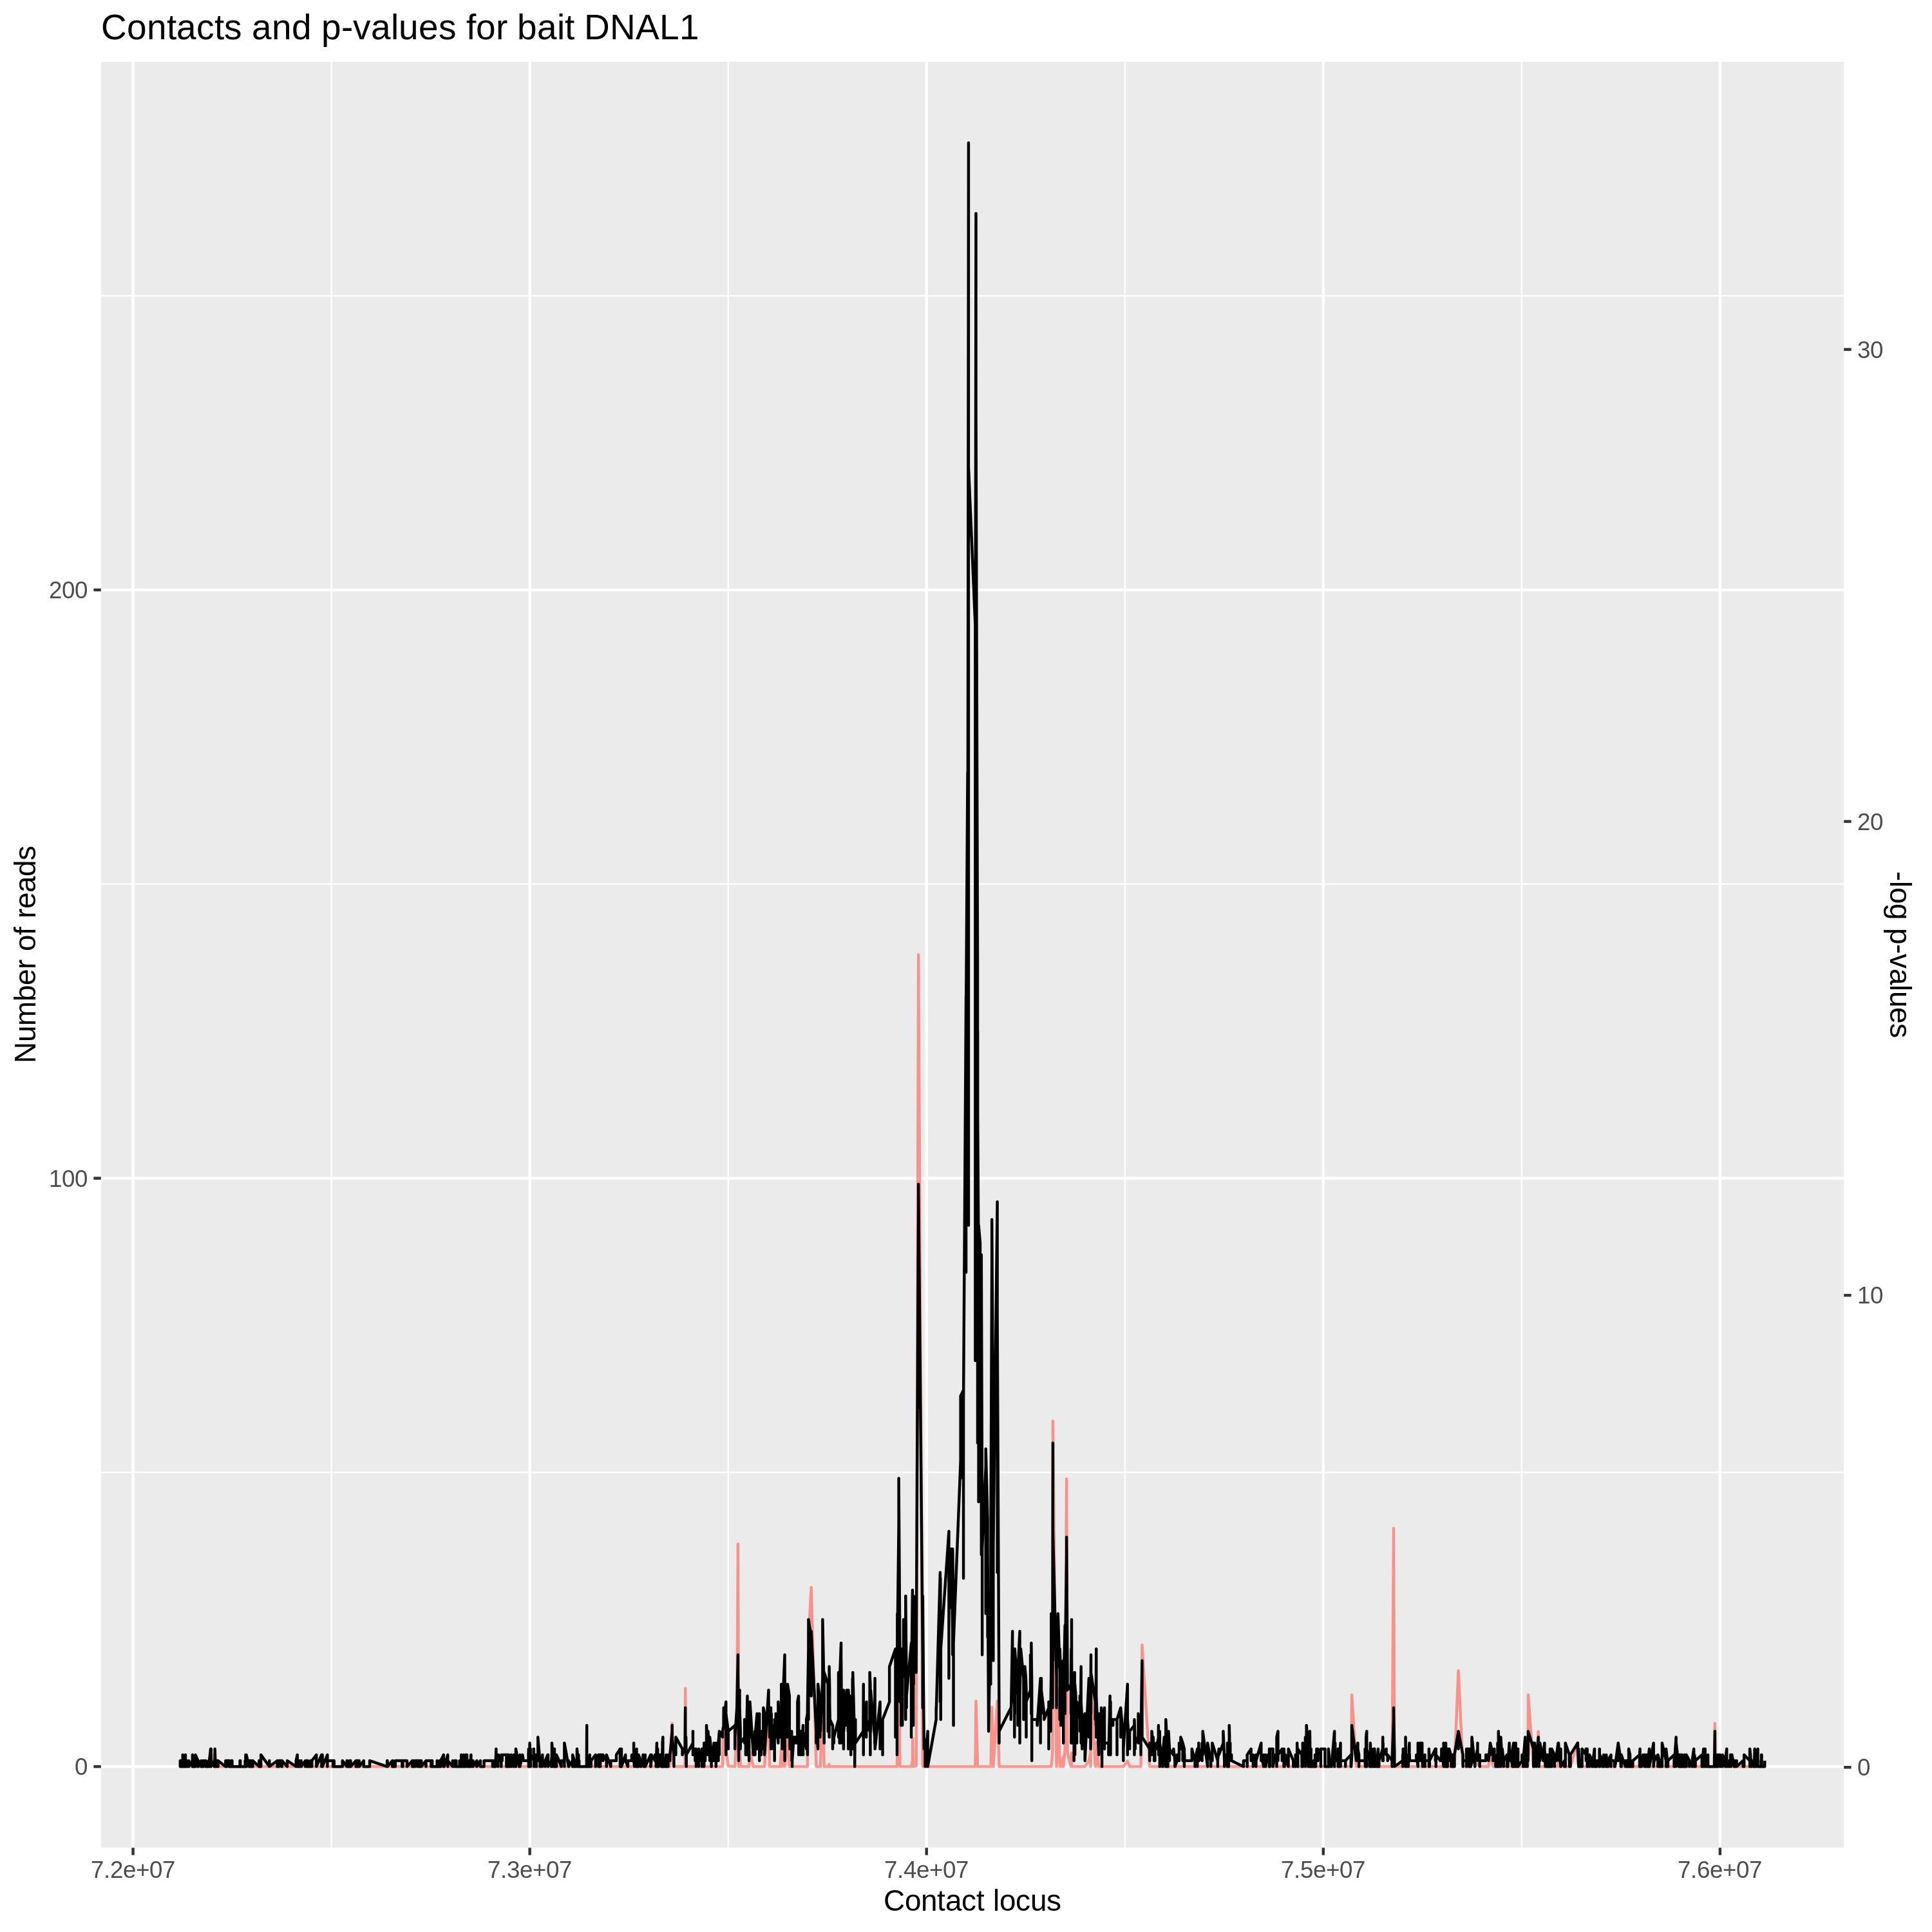 Contacts and p-values for bait DNAL1
Number of reads
200
100
0
30
20
10
0
-log p-values
7.2e+07 7.3e+07 7.4e+07 7.5e+07 7.6e+07
Contact locus